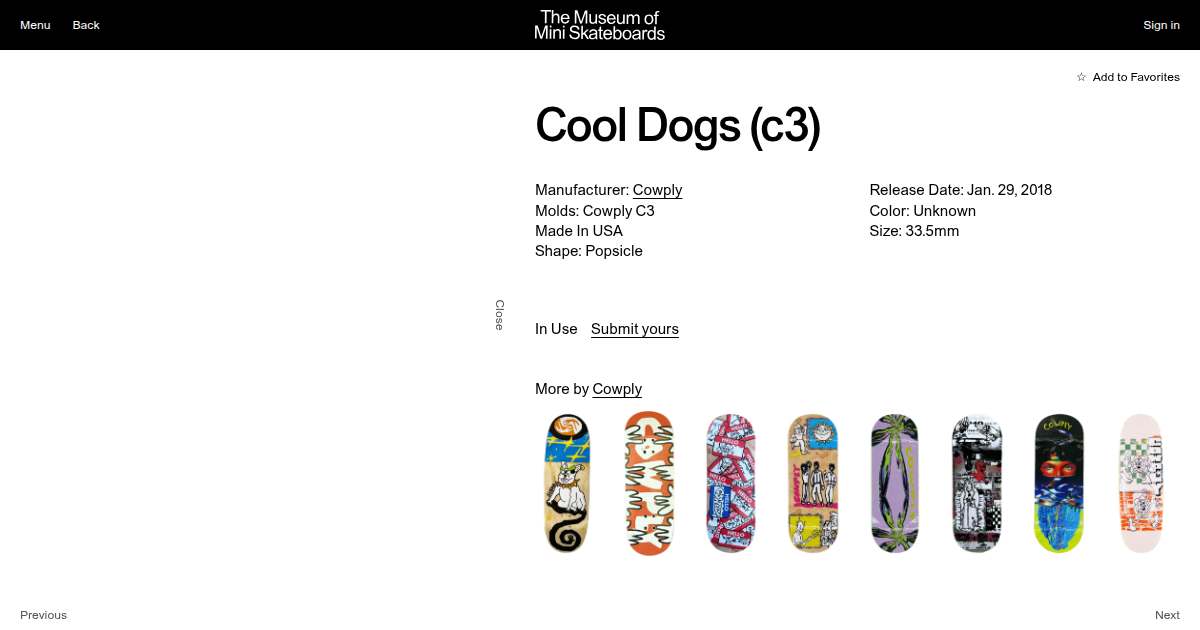 Menu
Back
The Museum of
Mini Skateboards
Sign in
☆ Add to Favorites
Cool Dogs (c3)
Manufacturer: Cowply
Molds: Cowply C3
Made In USA
Shape: Popsicle
Release Date: Jan. 29, 2018
Color: Unknown
Size: 33.5mm
Close
In Use Submit yours
More by Cowply
HELLO
COWPLY
Previous
Next